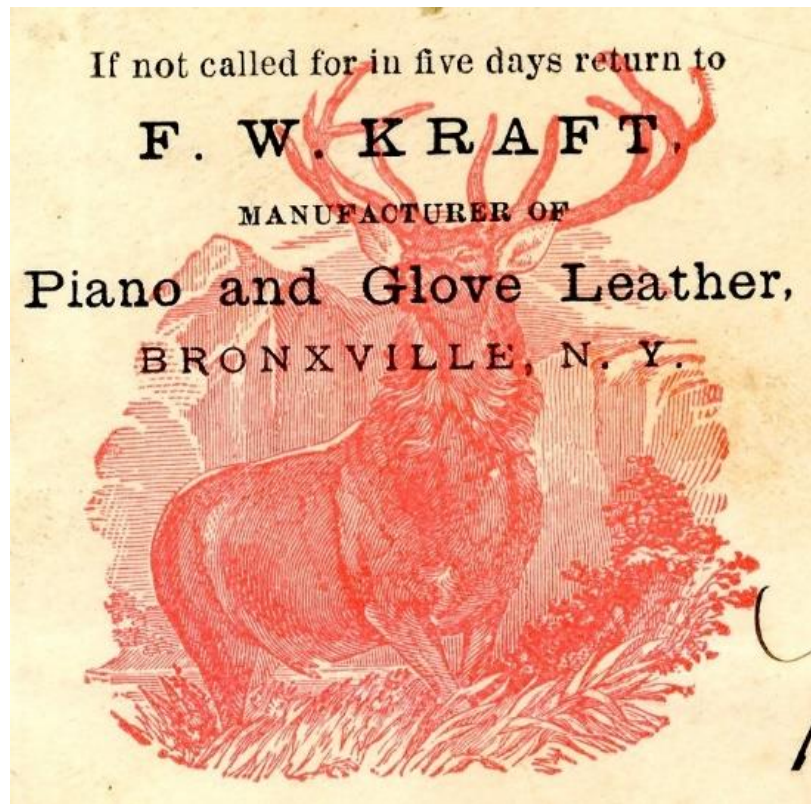 If not called for in five days return to
F. W. KRAFT,
MANUFACTURER OF
Piano and Glove Leather,
BRONXVILLE, N. Y.